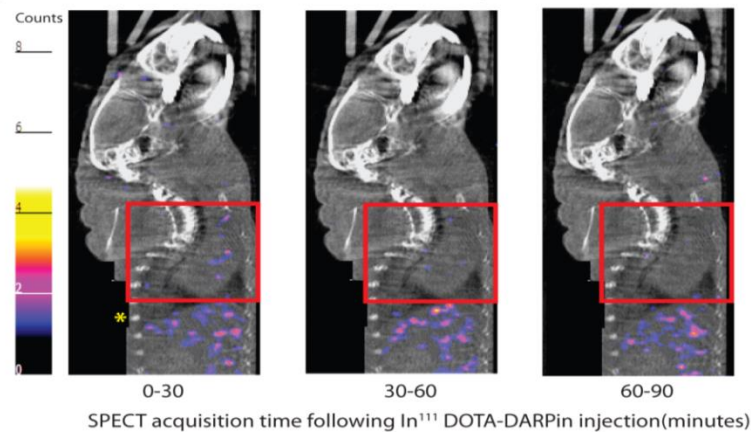 Counts
8
6
4
2
0
*
0-30 30-60 60-90
SPECT acquisition time following In¹¹¹ DOTA-DARPin injection(minutes)